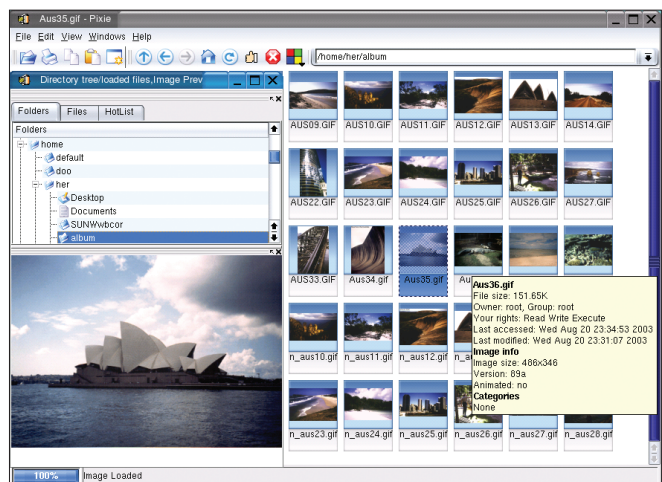 Aus35.gif - Pixie
File Edit View Windows Help
/home/her/album
Directory tree/loaded files,Image Prev
Folders Files HotList
Folders
home
default
doo
her
Desktop
Documents
SUNWwbcor
album
AUS09.GIF AUS10.GIF AUS11.GIF AUS12.GIF AUS13.GIF AUS14.GIF
AUS22.GIF AUS23.GIF AUS24.GIF AUS25.GIF AUS26.GIF AUS27.GIF
AUS33.GIF Aus34.gif Aus35.gif
Aus36.gif
File size: 151.65K
Owner: root, Group: root
Your rights: Read Write Execute
Last accessed: Wed Aug 20 23:34:53 2003
Last modified: Wed Aug 20 23:31:07 2003
Image info
Image size: 486x346
Version: 89a
Animated: no
Categories
None
n_aus10.gif n_aus11.gif n_aus12.gif
n_aus23.gif n_aus24.gif n_aus25.gif n_aus26.gif n_aus27.gif n_aus28.gif
100% Image Loaded